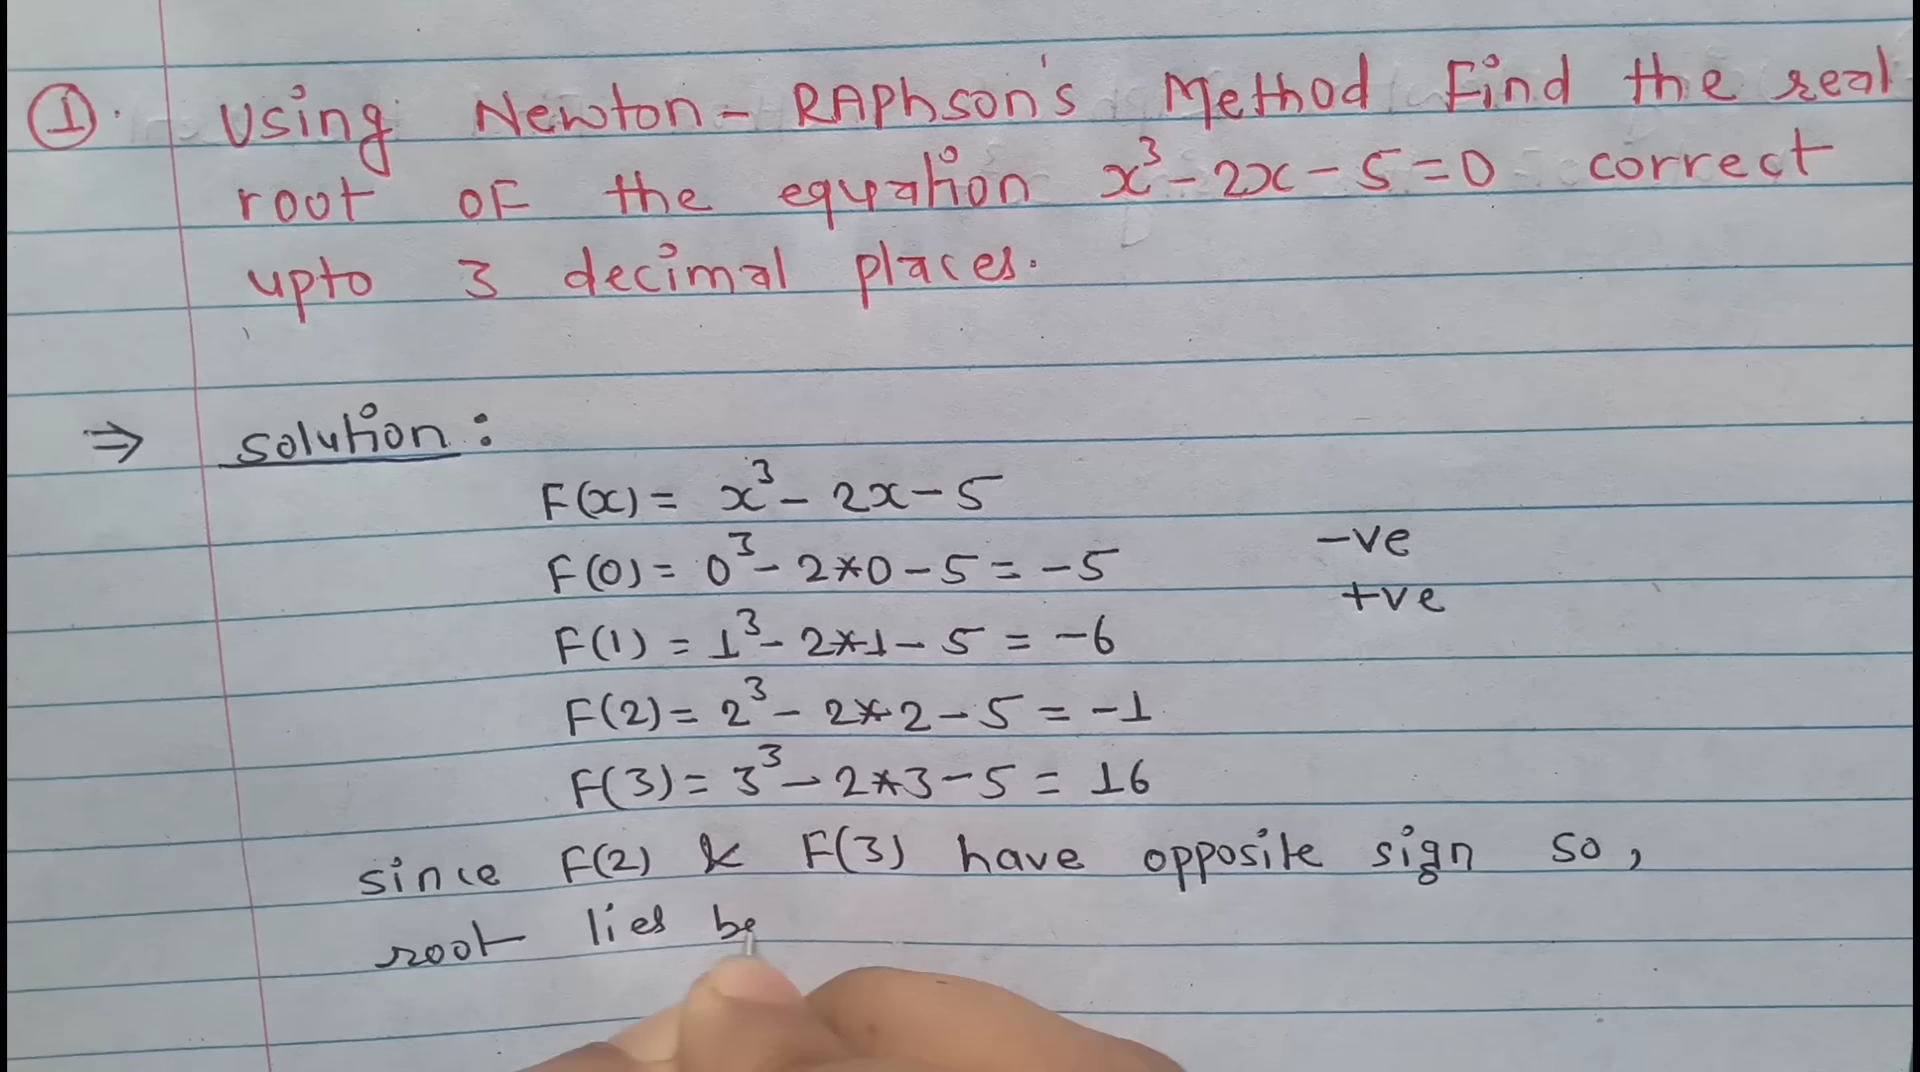 ① Using Newton-RAPhson's Method Find the real
root OF the equation x³-2x-5=0 correct
upto 3 decimal places.
⇒ solution:
F(x) = x³- 2x-5
F(0) = 0³- 2*0-5 = -5
-ve
+ve
F(1) = 1³- 2*1-5 = -6
F(2) = 2³- 2*2-5 = -1
F(3) = 3³- 2*3-5 = 16
since F(2) & F(3) have opposite sign so,
root lies be